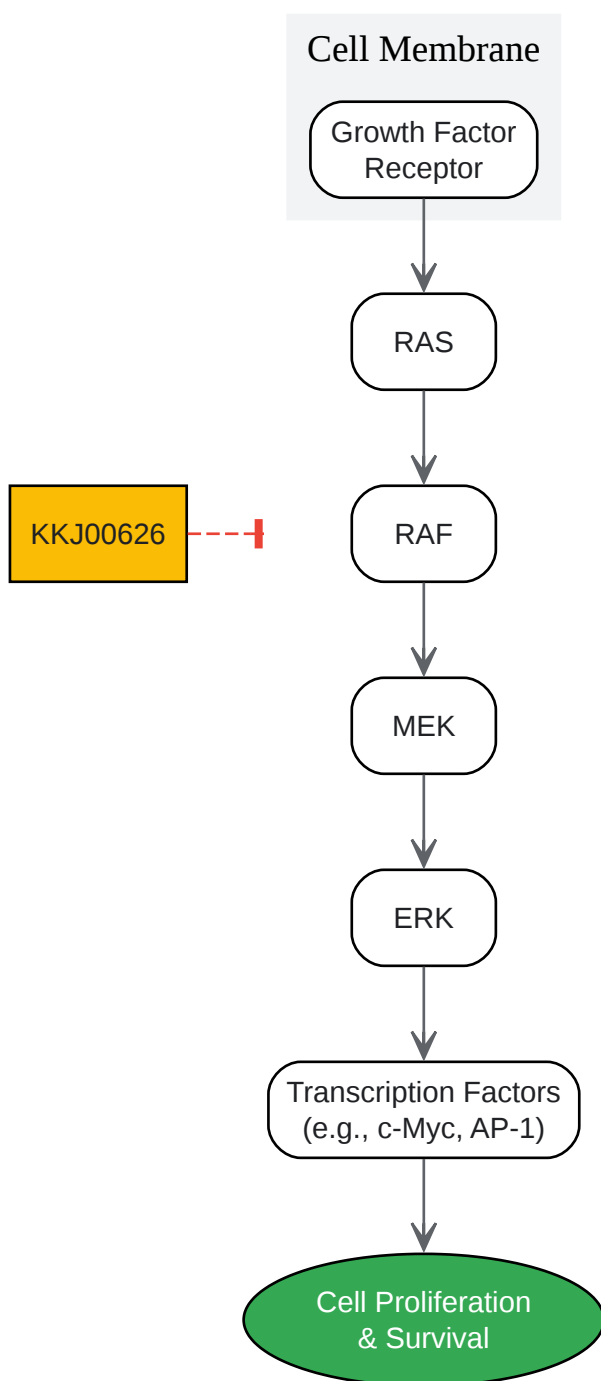 Cell Membrane
Growth Factor
Receptor
RAS
KKJ00626
RAF
MEK
ERK
Transcription Factors
(e.g., c-Myc, AP-1)
Cell Proliferation
& Survival